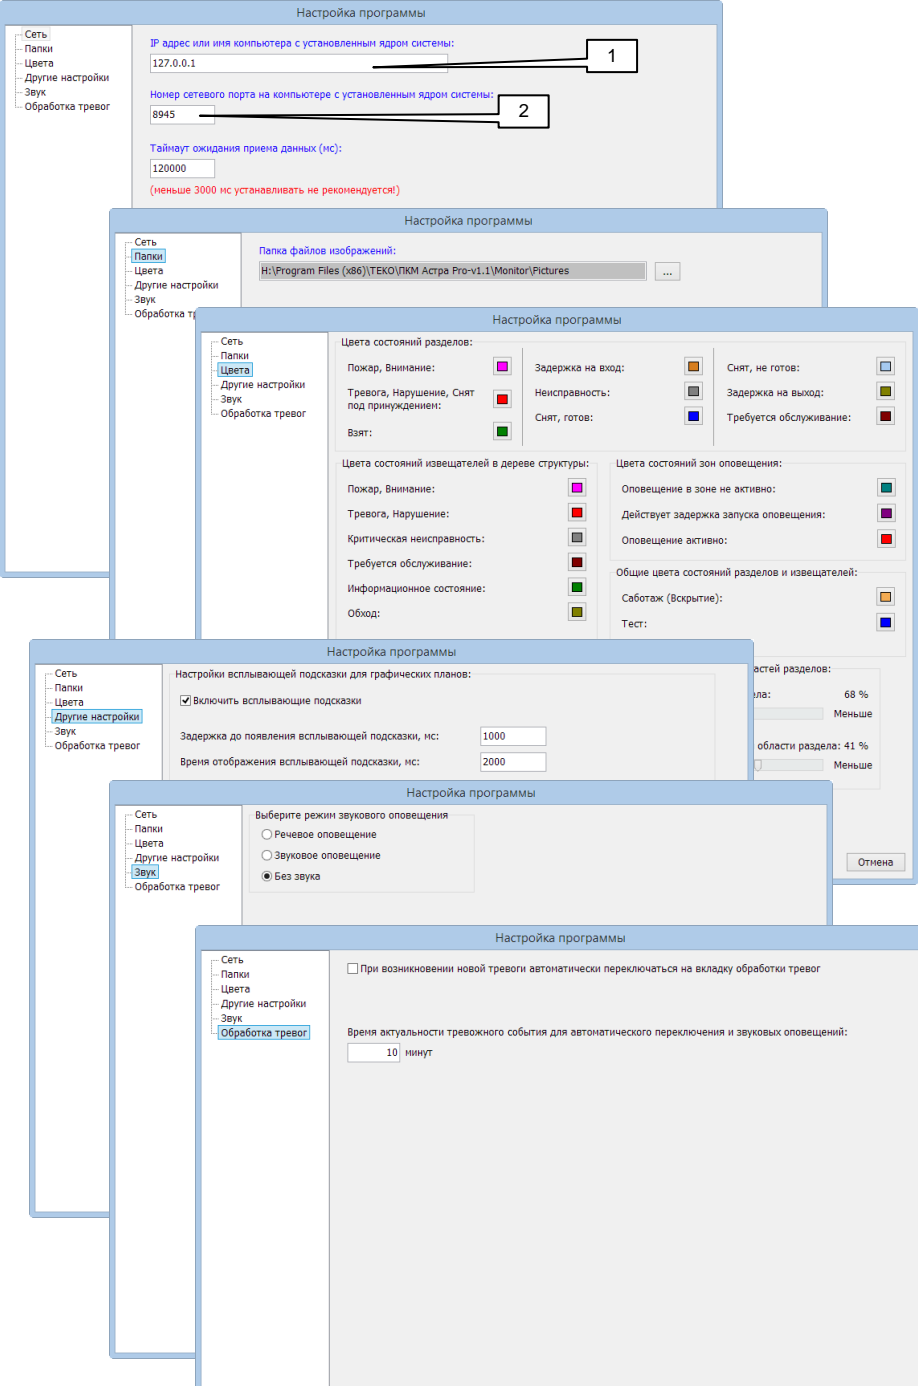 Настройка программы
Сеть
Папки
Цвета
Другие настройки
Звук
Обработка тревог
IP адрес или имя компьютера с установленным ядром системы:
127.0.0.1
1
Номер сетевого порта на компьютере с установленным ядром системы:
8945
2
Таймаут ожидания приема данных (мс):
120000
(меньше 3000 мс устанавливать не рекомендуется!)
Настройка программы
Сеть
Папки
Цвета
Другие настройки
Звук
Обработка тр
Папка файлов изображений:
H:\Program Files (x86)\ТЕКО\ПКМ Астра Pro-v1.1\Monitor\Pictures
...
Настройка программы
Сеть
Папки
Цвета
Другие настройки
Звук
Обработка тревог
Цвета состояний разделов:
Пожар, Внимание:
Тревога, Нарушение, Снят
под принуждением:
Взят:
Задержка на вход:
Неисправность:
Снят, готов:
Снят, не готов:
Задержка на выход:
Требуется обслуживание:
Цвета состояний извещателей в дереве структуры:
Пожар, Внимание:
Тревога, Нарушение:
Критическая неисправность:
Требуется обслуживание:
Информационное состояние:
Обход:
Цвета состояний зон оповещения:
Оповещение в зоне не активно:
Действует задержка запуска оповещения:
Оповещение активно:
Общие цвета состояний разделов и извещателей:
Саботаж (Вскрытие):
Тест:
астей разделов:
ела: 68 %
Меньше
области раздела: 41 %
Меньше
Отмена
Настройка программы
Сеть
Папки
Цвета
Другие настройки
Звук
Обработка тревог
Настройки всплывающей подсказки для графических планов:
Включить всплывающие подсказки
Задержка до появления всплывающей подсказки, мс: 1000
Время отображения всплывающей подсказки, мс: 2000
Настройка программы
Сеть
Папки
Цвета
Другие настройки
Звук
Обработка тревог
Выберите режим звукового оповещения
Речевое оповещение
Звуковое оповещение
Без звука
Настройка программы
Сеть
Папки
Цвета
Другие настройки
Звук
Обработка тревог
При возникновении новой тревоги автоматически переключаться на вкладку обработки тревог
Время актуальности тревожного события для автоматического переключения и звуковых оповещений:
10 минут